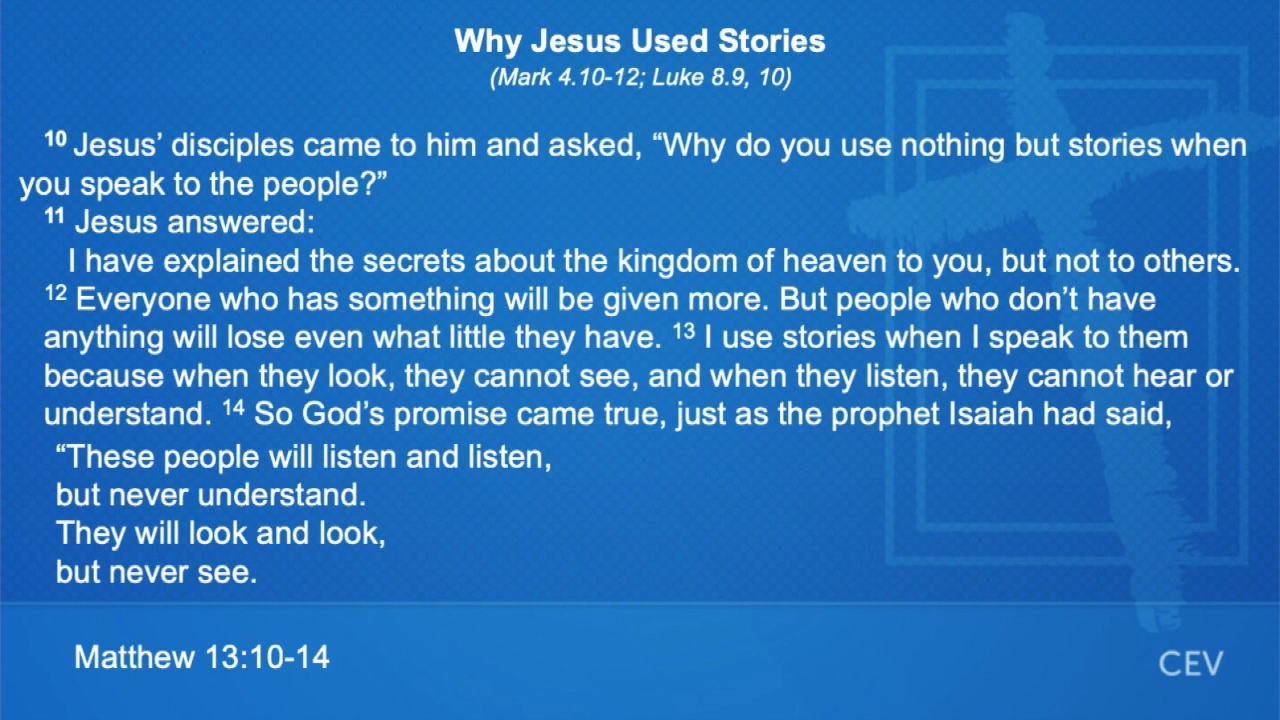 Why Jesus Used Stories
(Mark 4.10-12; Luke 8.9, 10)
10 Jesus’ disciples came to him and asked, “Why do you use nothing but stories when
you speak to the people?”
11 Jesus answered:
I have explained the secrets about the kingdom of heaven to you, but not to others.
12 Everyone who has something will be given more. But people who don’t have
anything will lose even what little they have. 13 I use stories when I speak to them
because when they look, they cannot see, and when they listen, they cannot hear or
understand. 14 So God’s promise came true, just as the prophet Isaiah had said,
“These people will listen and listen,
but never understand.
They will look and look,
but never see.
Matthew 13:10-14
CEV